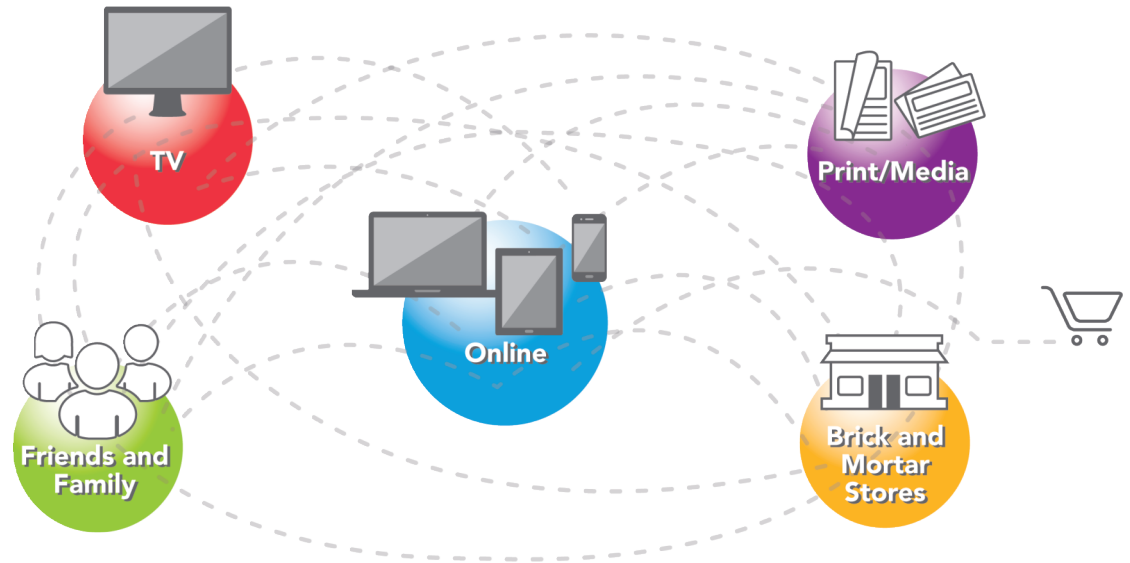 TV
Print/Media
Online
Friends and
Family
Brick and
Mortar
Stores